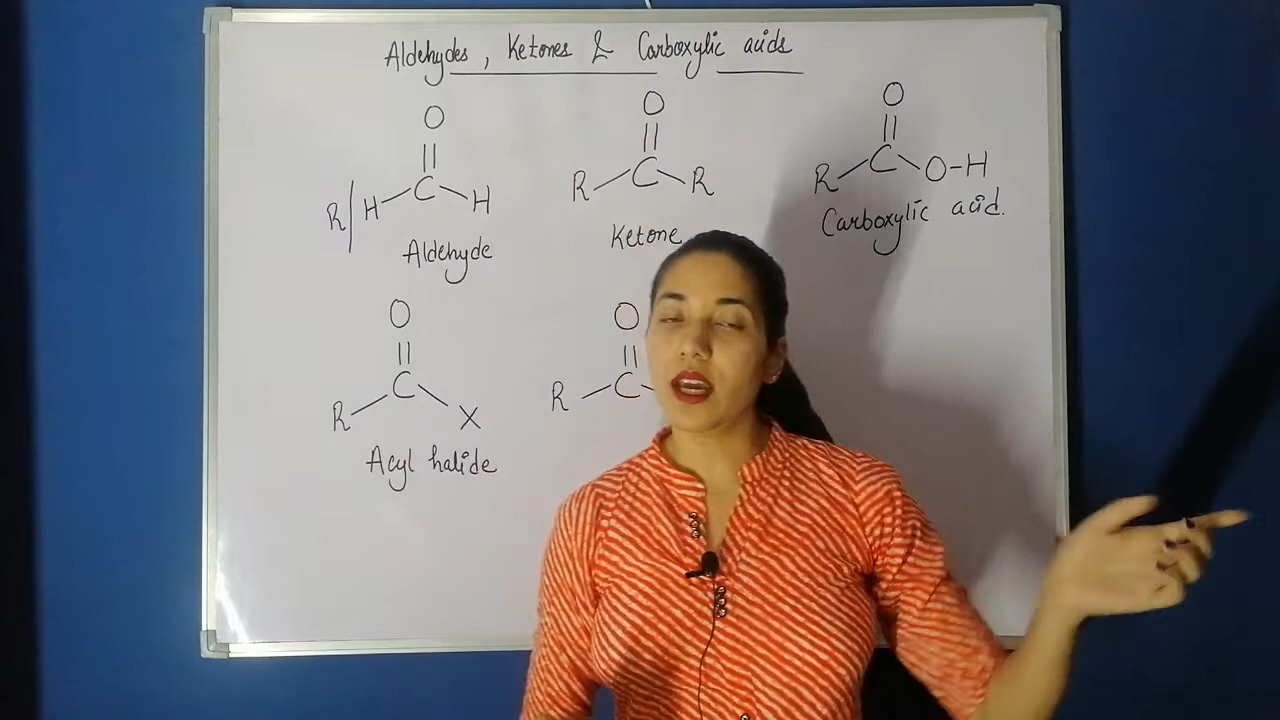 Aldehydes, Ketones & Carboxylic acids
O
||
R/H C H
Aldehyde
O
||
R C R
Ketone
O
||
R C O-H
Carboxylic acid.
O
||
R C X
Acyl halide
O
||
R C